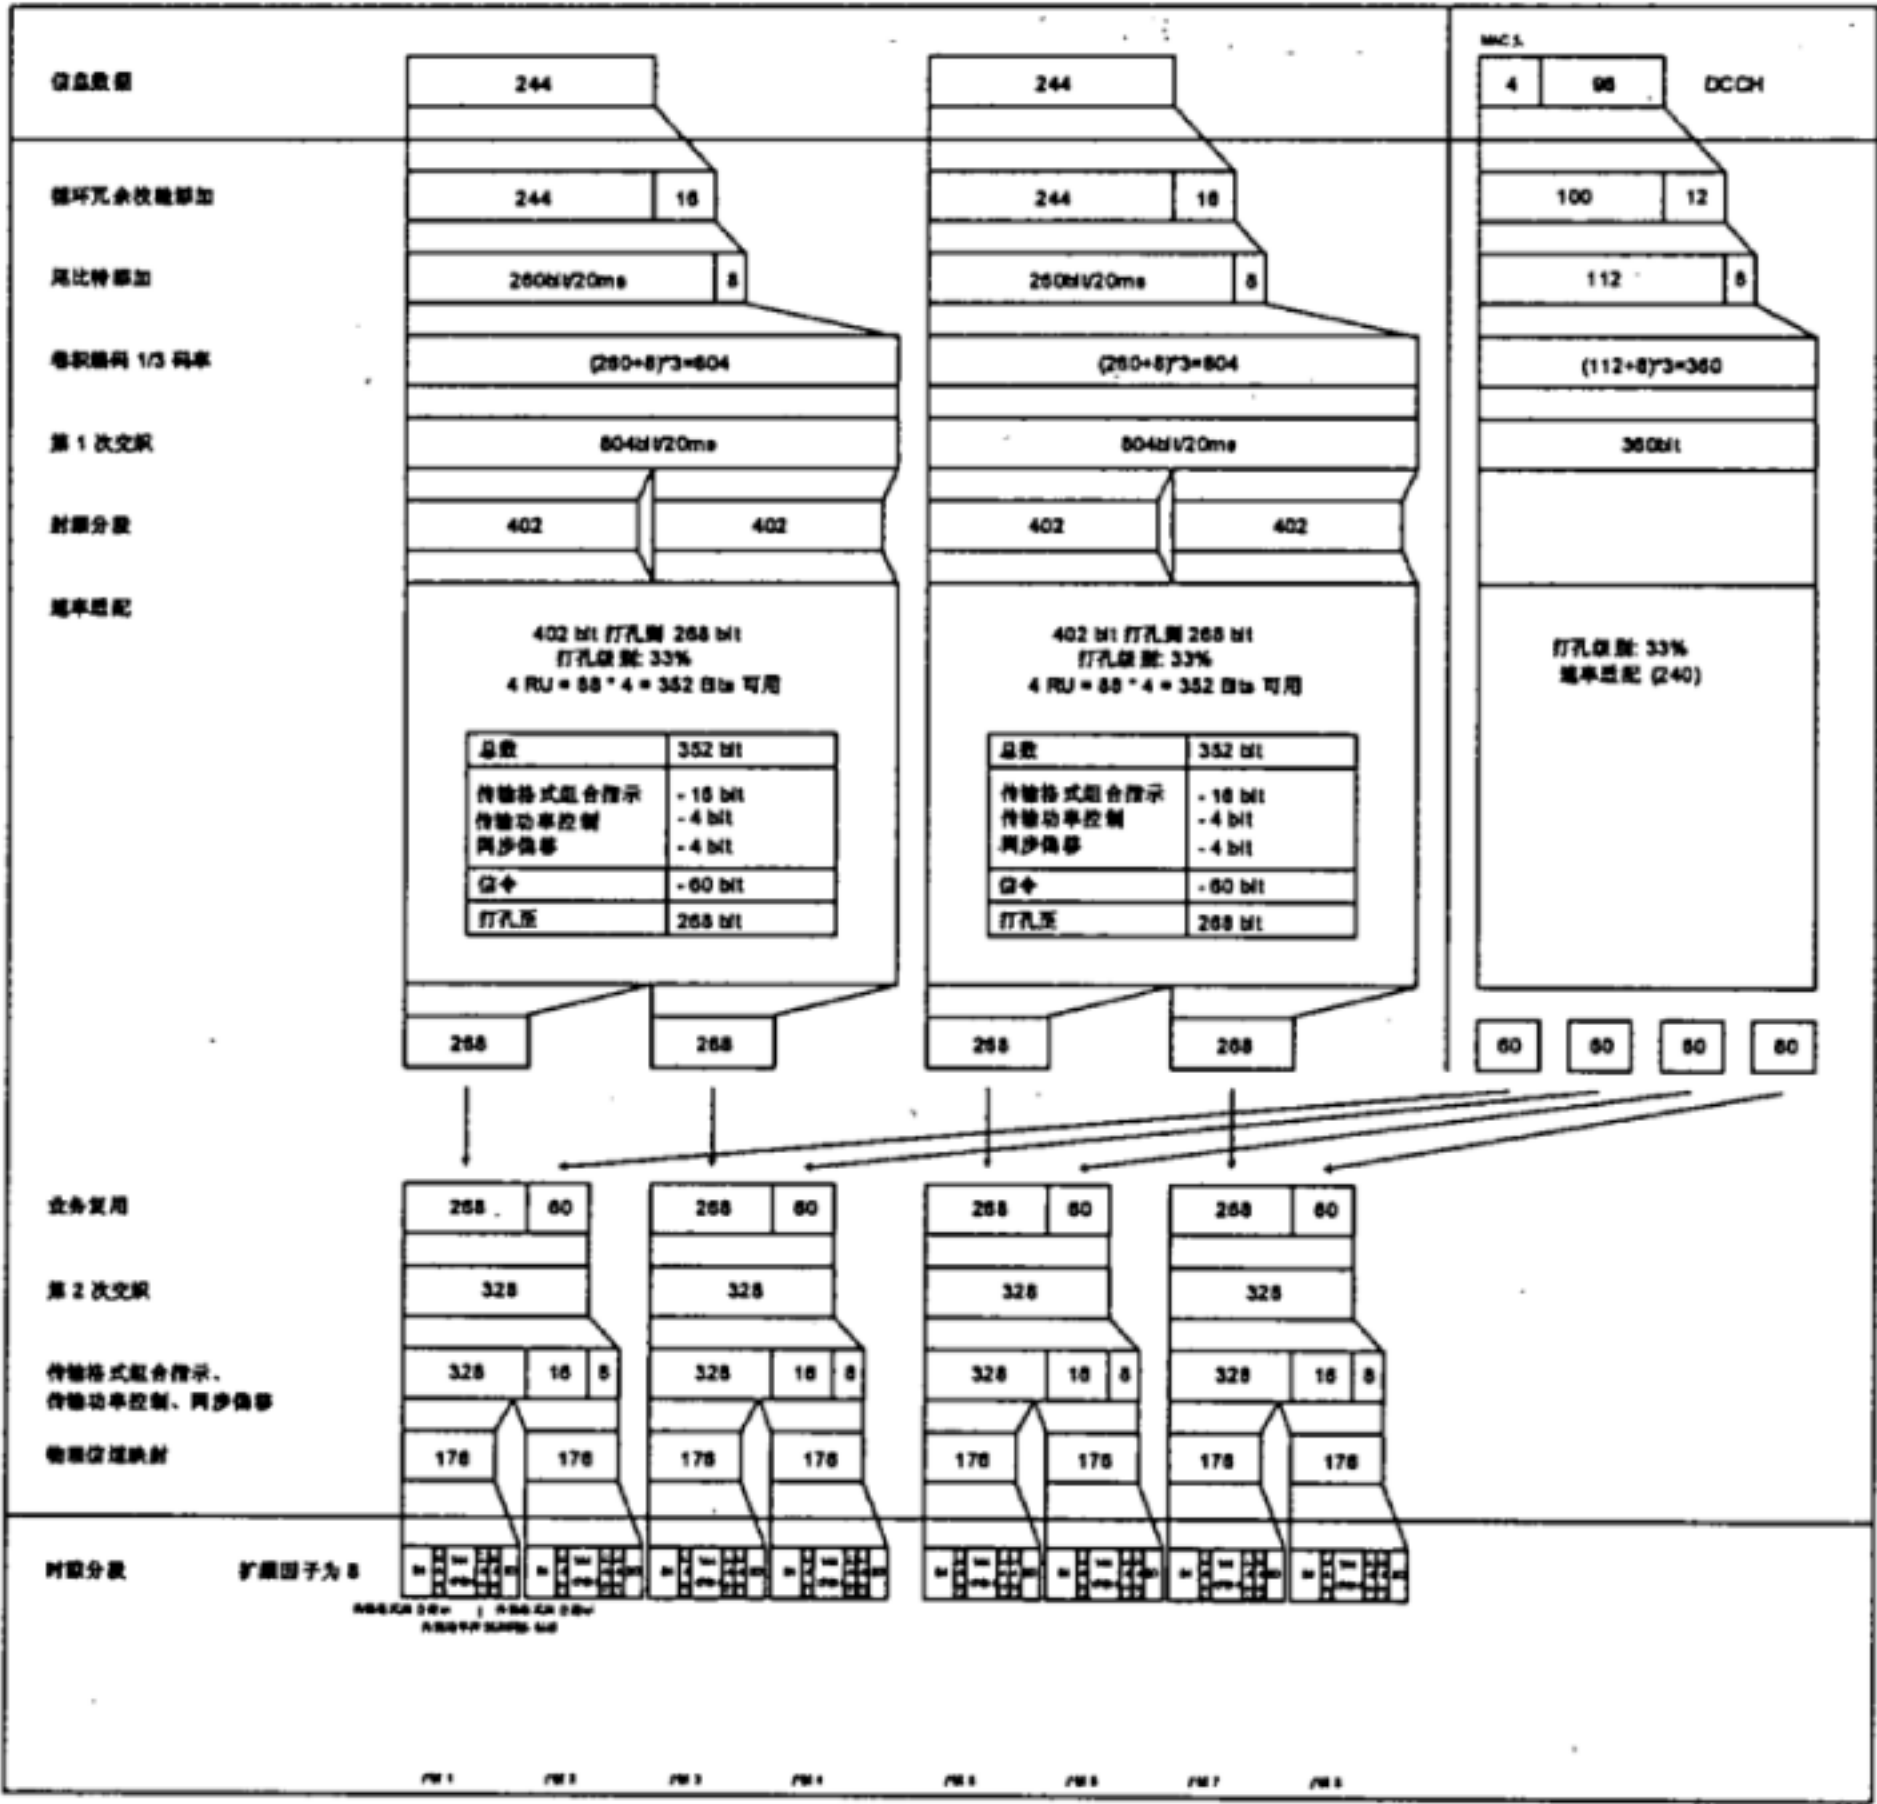 信息数据
244
244
4
96
DCCH
循环冗余校验添加
244
16
244
16
100
12
尾比特添加
260bit/20ms
8
260bit/20ms
8
112
8
卷积编码 1/3 码率
(260+8)*3=804
(260+8)*3=804
(112+8)*3=360
第 1 次交织
804bit/20ms
804bit/20ms
360bit
射频分段
402
402
402
402
速率匹配
402 bit 打孔到 268 bit
打孔级别: 33%
4 RU = 88 * 4 = 352 Bits 可用
总数
352 bit
传输格式组合指示
- 16 bit
传输功率控制
- 4 bit
同步偏移
- 4 bit
信令
- 60 bit
打孔至
268 bit
402 bit 打孔到 268 bit
打孔级别: 33%
4 RU = 88 * 4 = 352 Bits 可用
总数
352 bit
传输格式组合指示
- 16 bit
传输功率控制
- 4 bit
同步偏移
- 4 bit
信令
- 60 bit
打孔至
268 bit
打孔级别: 33%
速率匹配 (240)
268
268
268
268
60
60
60
60
业务复用
268
60
268
60
268
60
268
60
第 2 次交织
328
328
328
328
传输格式组合指示、
传输功率控制、同步偏移
328
16
8
328
16
8
328
16
8
328
16
8
物理信道映射
176
176
176
176
176
176
176
176
时隙分段
扩频因子为 8